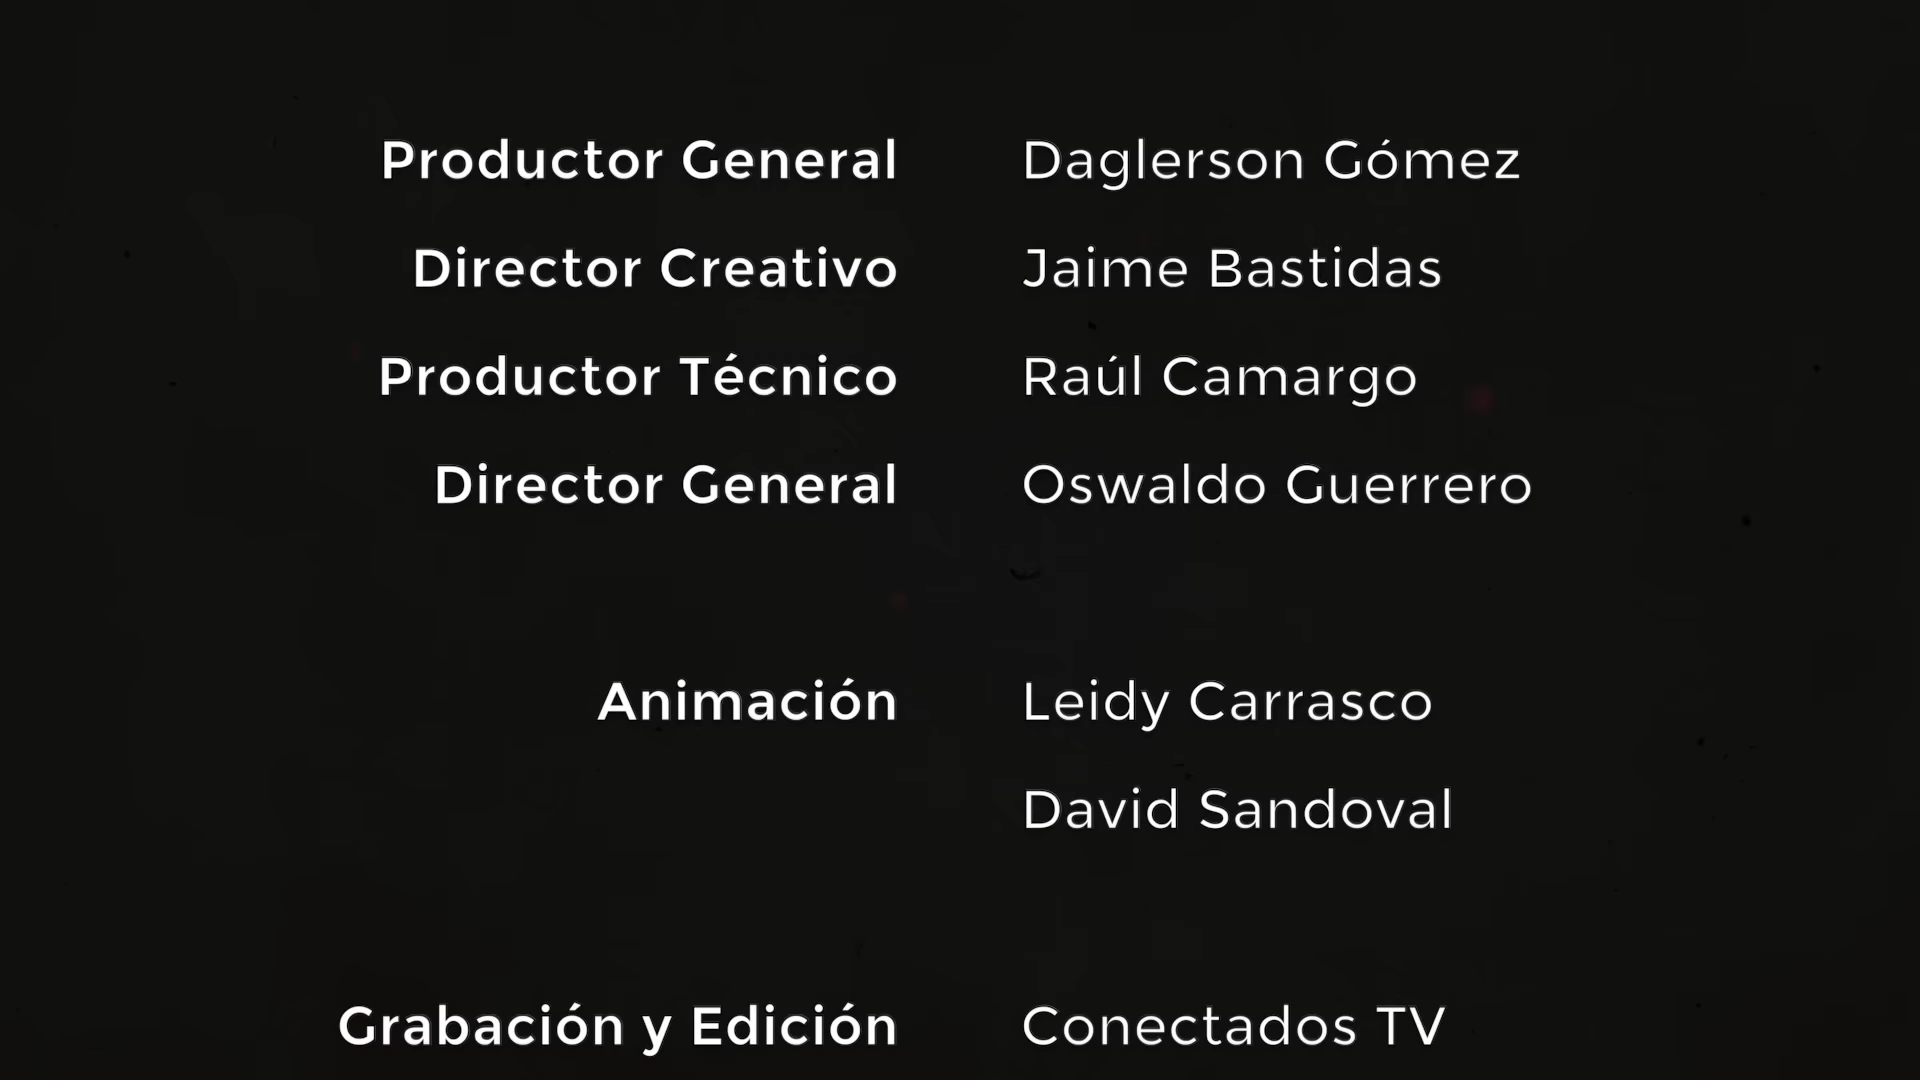 Productor General Daglerson Gómez
Director Creativo Jaime Bastidas
Productor Técnico Raúl Camargo
Director General Oswaldo Guerrero
Animación Leidy Carrasco
David Sandoval
Grabación y Edición Conectados TV